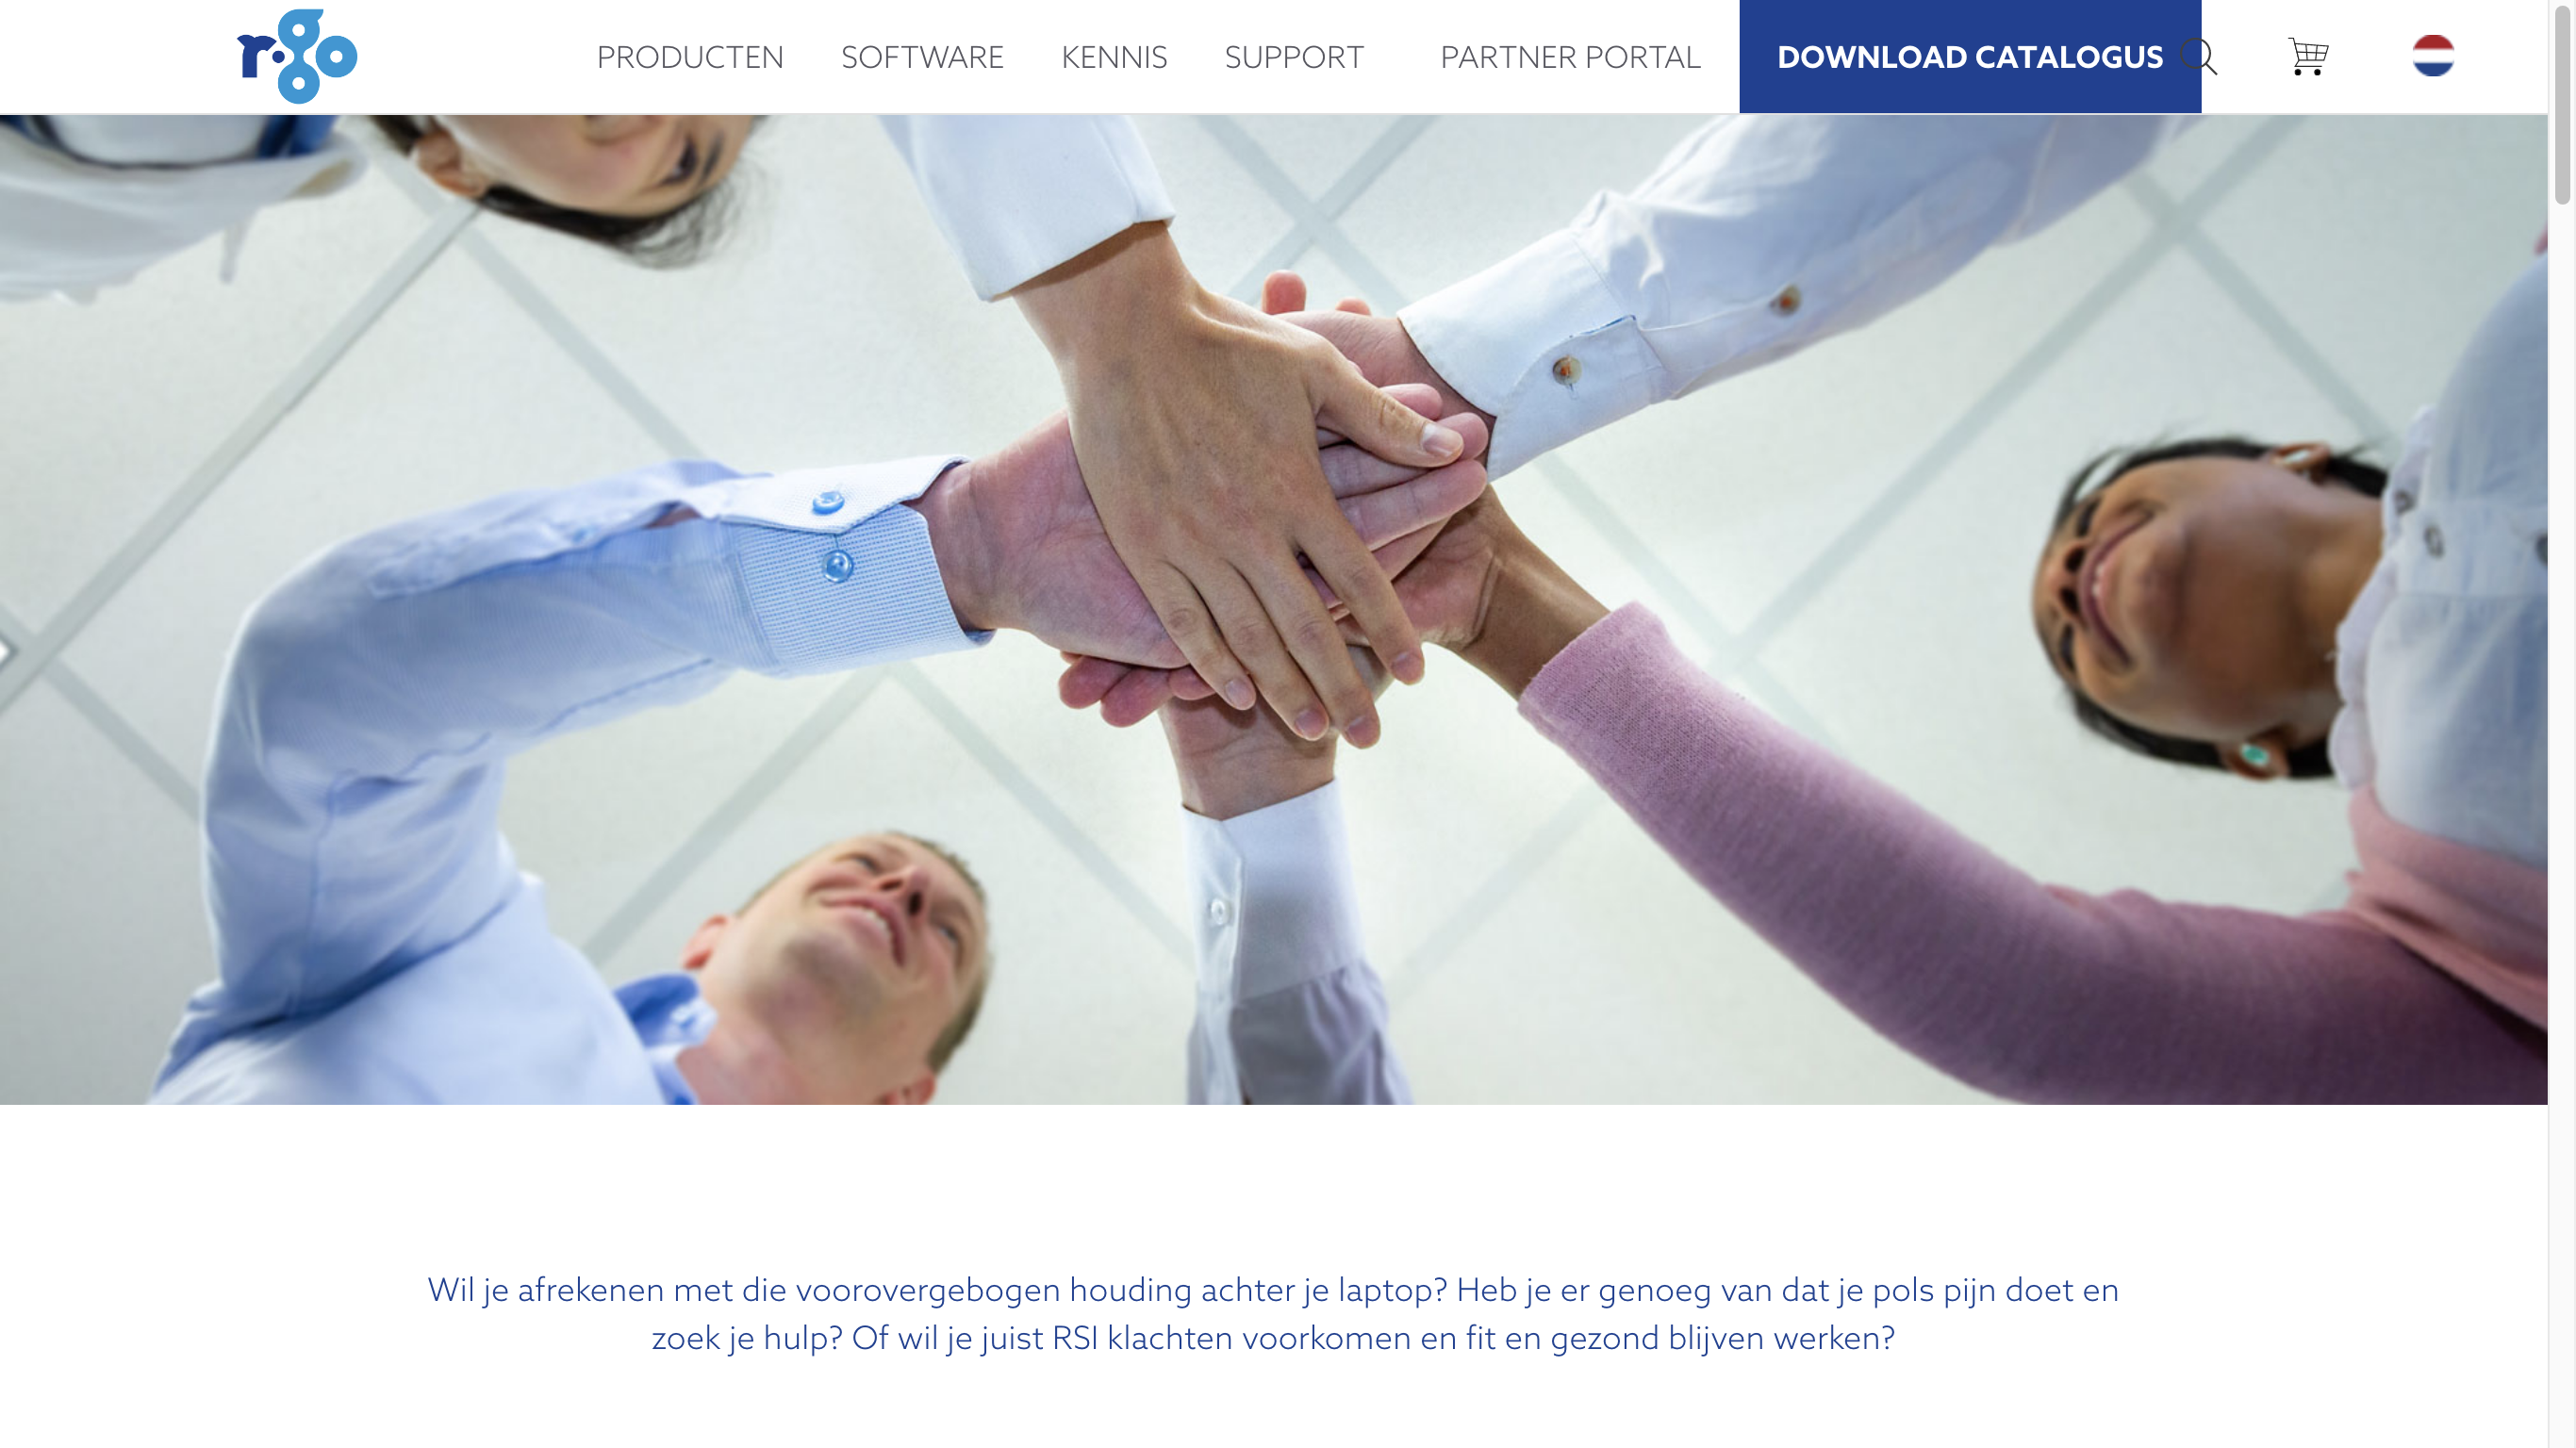 r·go
PRODUCTEN SOFTWARE KENNIS SUPPORT PARTNER PORTAL DOWNLOAD CATALOGUS
Wil je afrekenen met die voorovergebogen houding achter je laptop? Heb je er genoeg van dat je pols pijn doet en
zoek je hulp? Of wil je juist RSI klachten voorkomen en fit en gezond blijven werken?